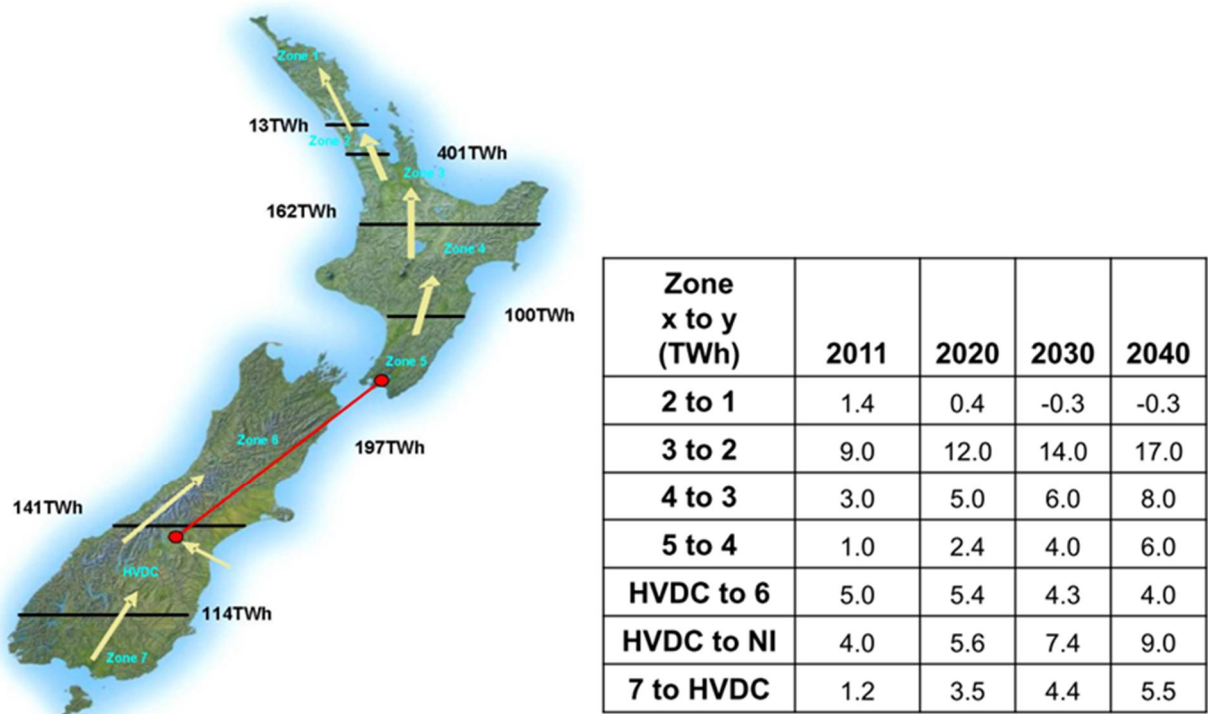 Zone 1
13TWh
Zone 2
401TWh
Zone 3
162TWh
Zone 4
100TWh
Zone 5
Zone 6
197TWh
141TWh
HVDC
114TWh
Zone 7
Zone x to y (TWh) 2011 2020 2030 2040
2 to 1 1.4 0.4 -0.3 -0.3
3 to 2 9.0 12.0 14.0 17.0
4 to 3 3.0 5.0 6.0 8.0
5 to 4 1.0 2.4 4.0 6.0
HVDC to 6 5.0 5.4 4.3 4.0
HVDC to NI 4.0 5.6 7.4 9.0
7 to HVDC 1.2 3.5 4.4 5.5